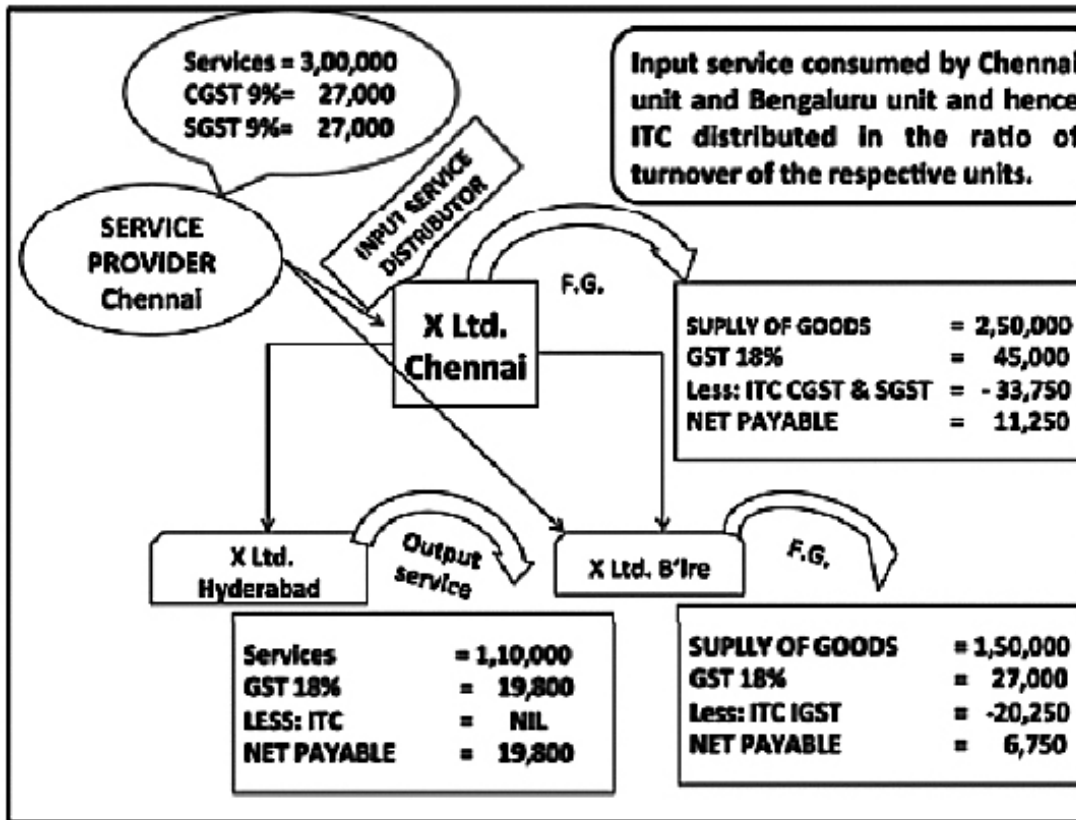 Services = 3,00,000
CGST 9%= 27,000
SGST 9%= 27,000
Input service consumed by Chennai
unit and Bengaluru unit and hence
ITC distributed in the ratio of
turnover of the respective units.
SERVICE
PROVIDER
Chennai
INPUT SERVICE
DISTRIBUTOR
F.G.
X Ltd.
Chennai
SUPLLY OF GOODS = 2,50,000
GST 18% = 45,000
Less: ITC CGST & SGST = - 33,750
NET PAYABLE = 11,250
X Ltd.
Hyderabad
Output
service
X Ltd. B'lre
F.G.
Services = 1,10,000
GST 18% = 19,800
LESS: ITC = NIL
NET PAYABLE = 19,800
SUPLLY OF GOODS = 1,50,000
GST 18% = 27,000
Less: ITC IGST = -20,250
NET PAYABLE = 6,750